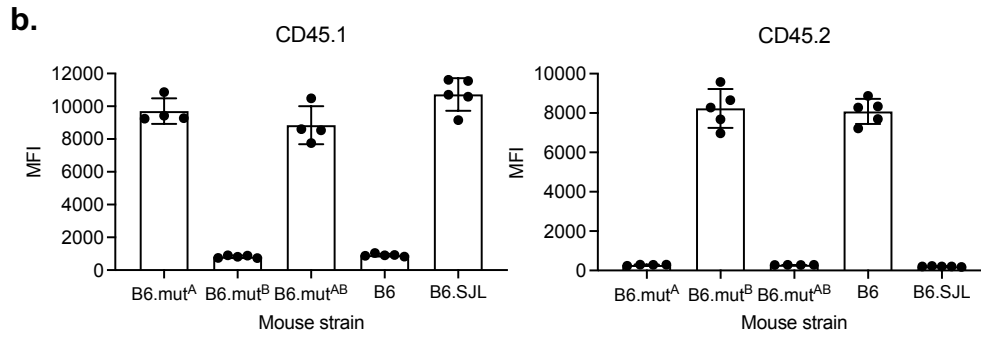 b.
CD45.1
MFI
12000
10000
8000
6000
4000
2000
0
B6.mutᴬ B6.mutᴮ B6.mutᴬᴮ B6 B6.SJL
Mouse strain
CD45.2
MFI
10000
8000
6000
4000
2000
0
B6.mutᴬ B6.mutᴮ B6.mutᴬᴮ B6 B6.SJL
Mouse strain